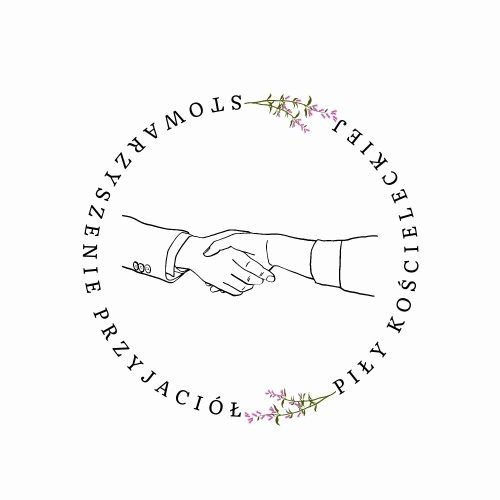 STOWARZYSZENIE PRZYJACIÓŁ
PIŁY KOŚCIELECKIEJ